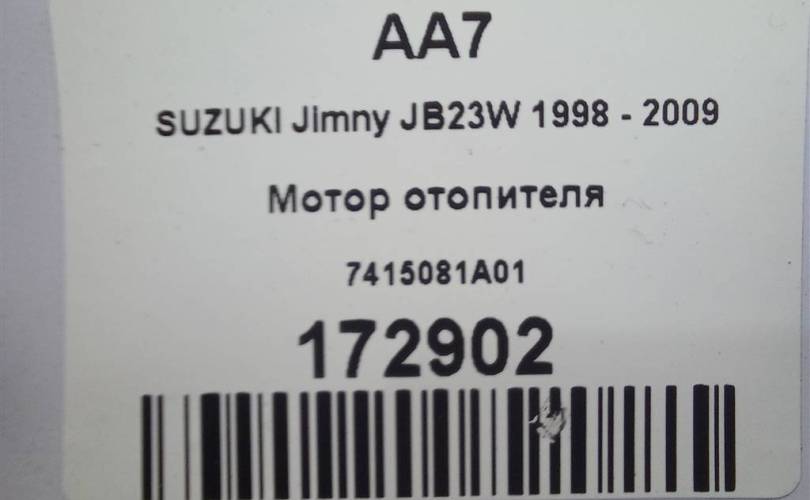 AA7
SUZUKI Jimny JB23W 1998 - 2009
Мотор отопителя
7415081A01
172902